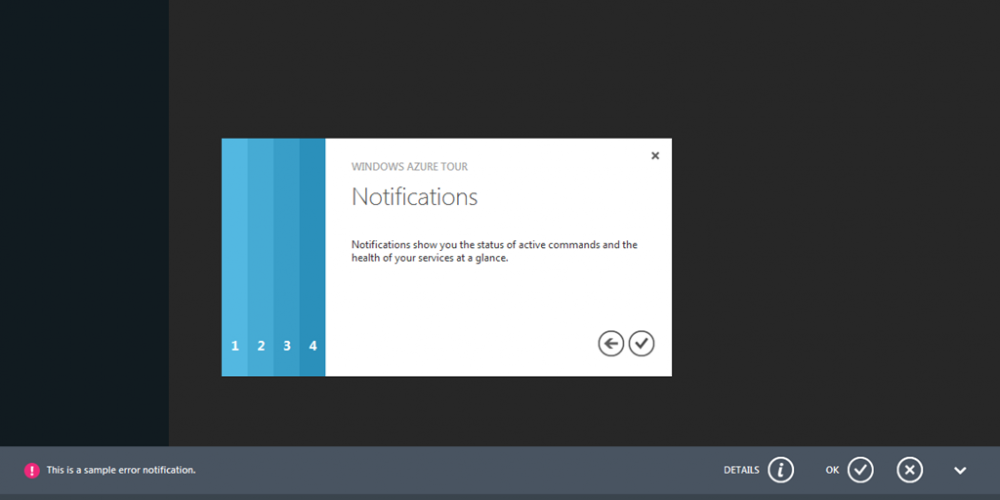 WINDOWS AZURE TOUR
Notifications
Notifications show you the status of active commands and the
health of your services at a glance.
1 2 3 4
This is a sample error notification.
DETAILS
OK